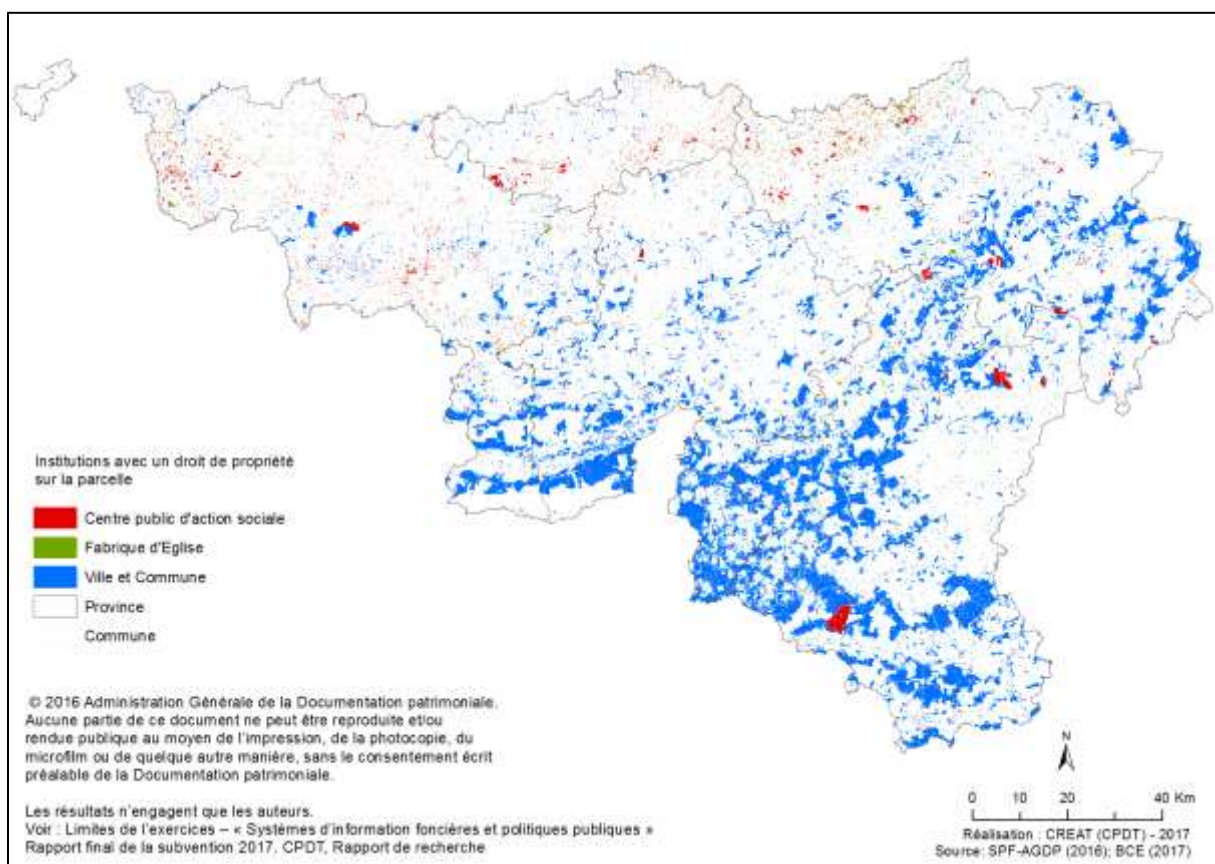 Institutions avec un droit de propriété
sur la parcelle
Centre public d'action sociale
Fabrique d'Eglise
Ville et Commune
Province
Commune
© 2016 Administration Générale de la Documentation patrimoniale.
Aucune partie de ce document ne peut être reproduite et/ou
rendue publique au moyen de l'impression, de la photocopie, du
microfilm ou de quelque autre manière, sans le consentement écrit
préalable de la Documentation patrimoniale.
Les résultats n'engagent que les auteurs.
Voir : Limites de l'exercices – « Systèmes d'information foncières et politiques publiques »
Rapport final de la subvention 2017. CPDT, Rapport de recherche
N
0 10 20 40 Km
Réalisation : CREAT (CPDT) - 2017
Source: SPF-AGDP (2016); BCE (2017)